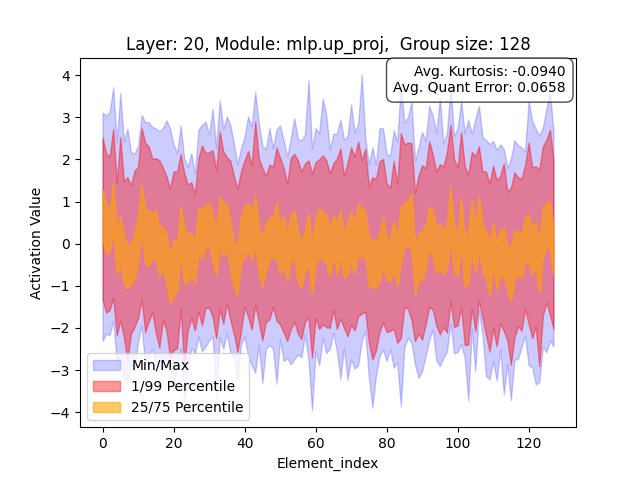 Layer: 20, Module: mlp.up_proj,  Group size: 128
Avg. Kurtosis: -0.0940
Avg. Quant Error: 0.0658
Activation Value
4
3
2
1
0
−1
−2
−3
−4
Min/Max
1/99 Percentile
25/75 Percentile
0
20
40
60
80
100
120
Element_index